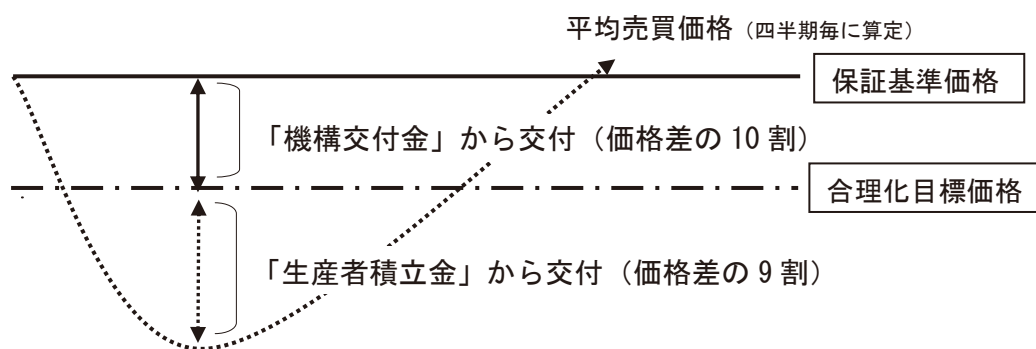 平均売買価格（四半期毎に算定）
保証基準価格
「機構交付金」から交付（価格差の 10 割）
合理化目標価格
「生産者積立金」から交付（価格差の 9 割）